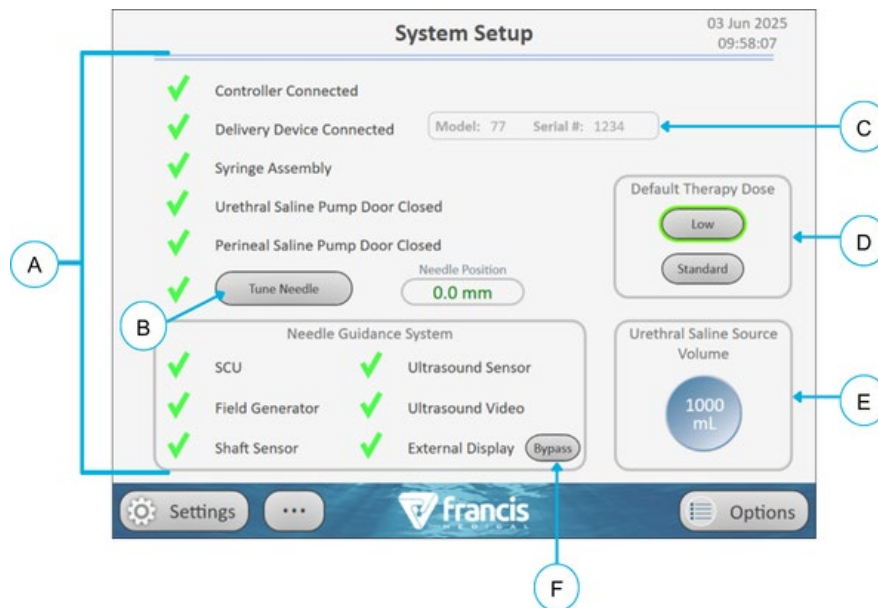 System Setup
03 Jun 2025
09:58:07
Controller Connected
Delivery Device Connected
Model: 77 Serial #: 1234
C
Syringe Assembly
Urethral Saline Pump Door Closed
Perineal Saline Pump Door Closed
Default Therapy Dose
Low
Standard
D
A
Tune Needle
Needle Position
0.0 mm
B
Needle Guidance System
SCU
Ultrasound Sensor
Field Generator
Ultrasound Video
Shaft Sensor
External Display
Bypass
Urethral Saline Source
Volume
1000
mL
E
Settings
...
francis
MEDICAL
Options
F